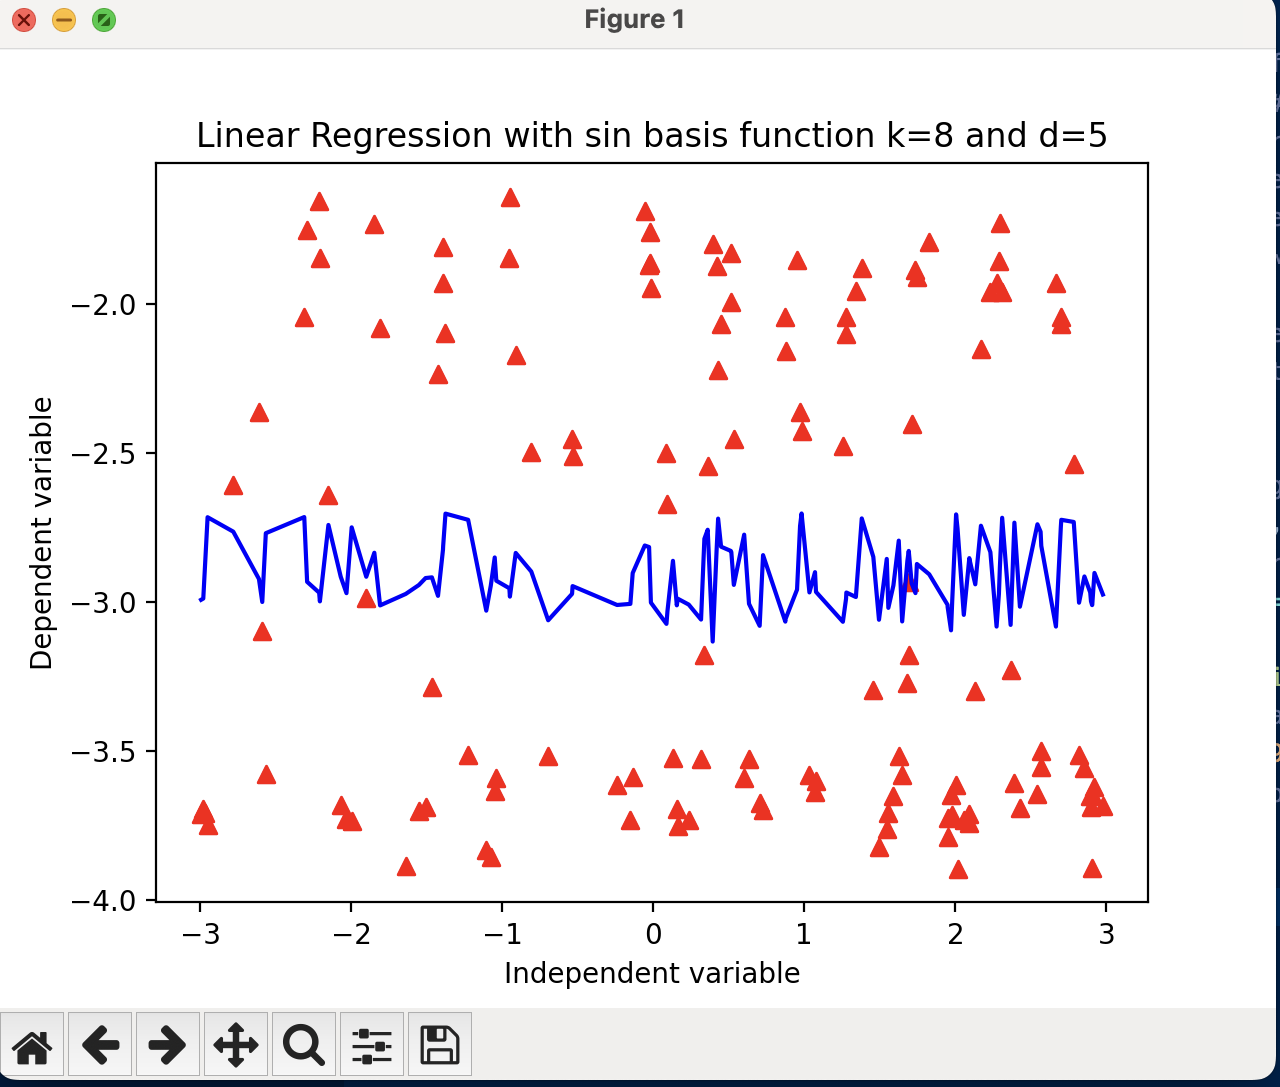 Figure 1
Linear Regression with sin basis function k=8 and d=5
−2.0
−2.5
−3.0
−3.5
−4.0
Dependent variable
−3 −2 −1 0 1 2 3
Independent variable